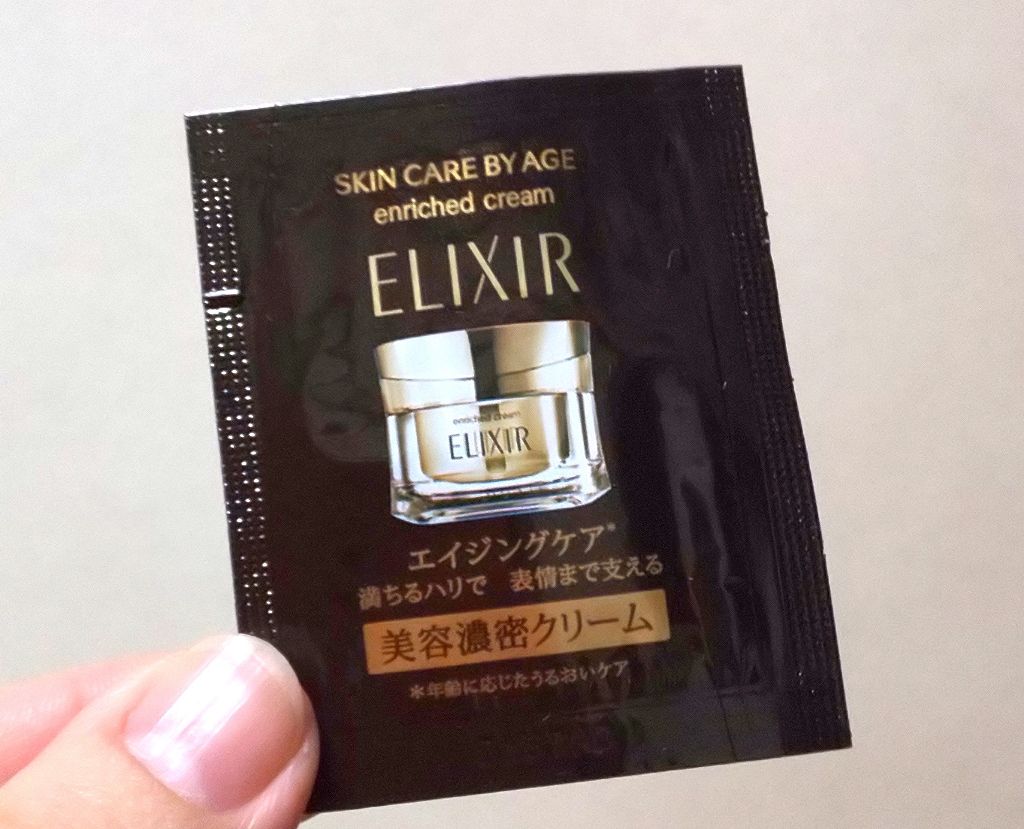 SKIN CARE BY AGE
enriched cream
ELIXIR
enriched cream
ELIXIR
エイジングケア*
満ちるハリで 表情まで支える
美容濃密クリーム
*年齢に応じたうるおいケア